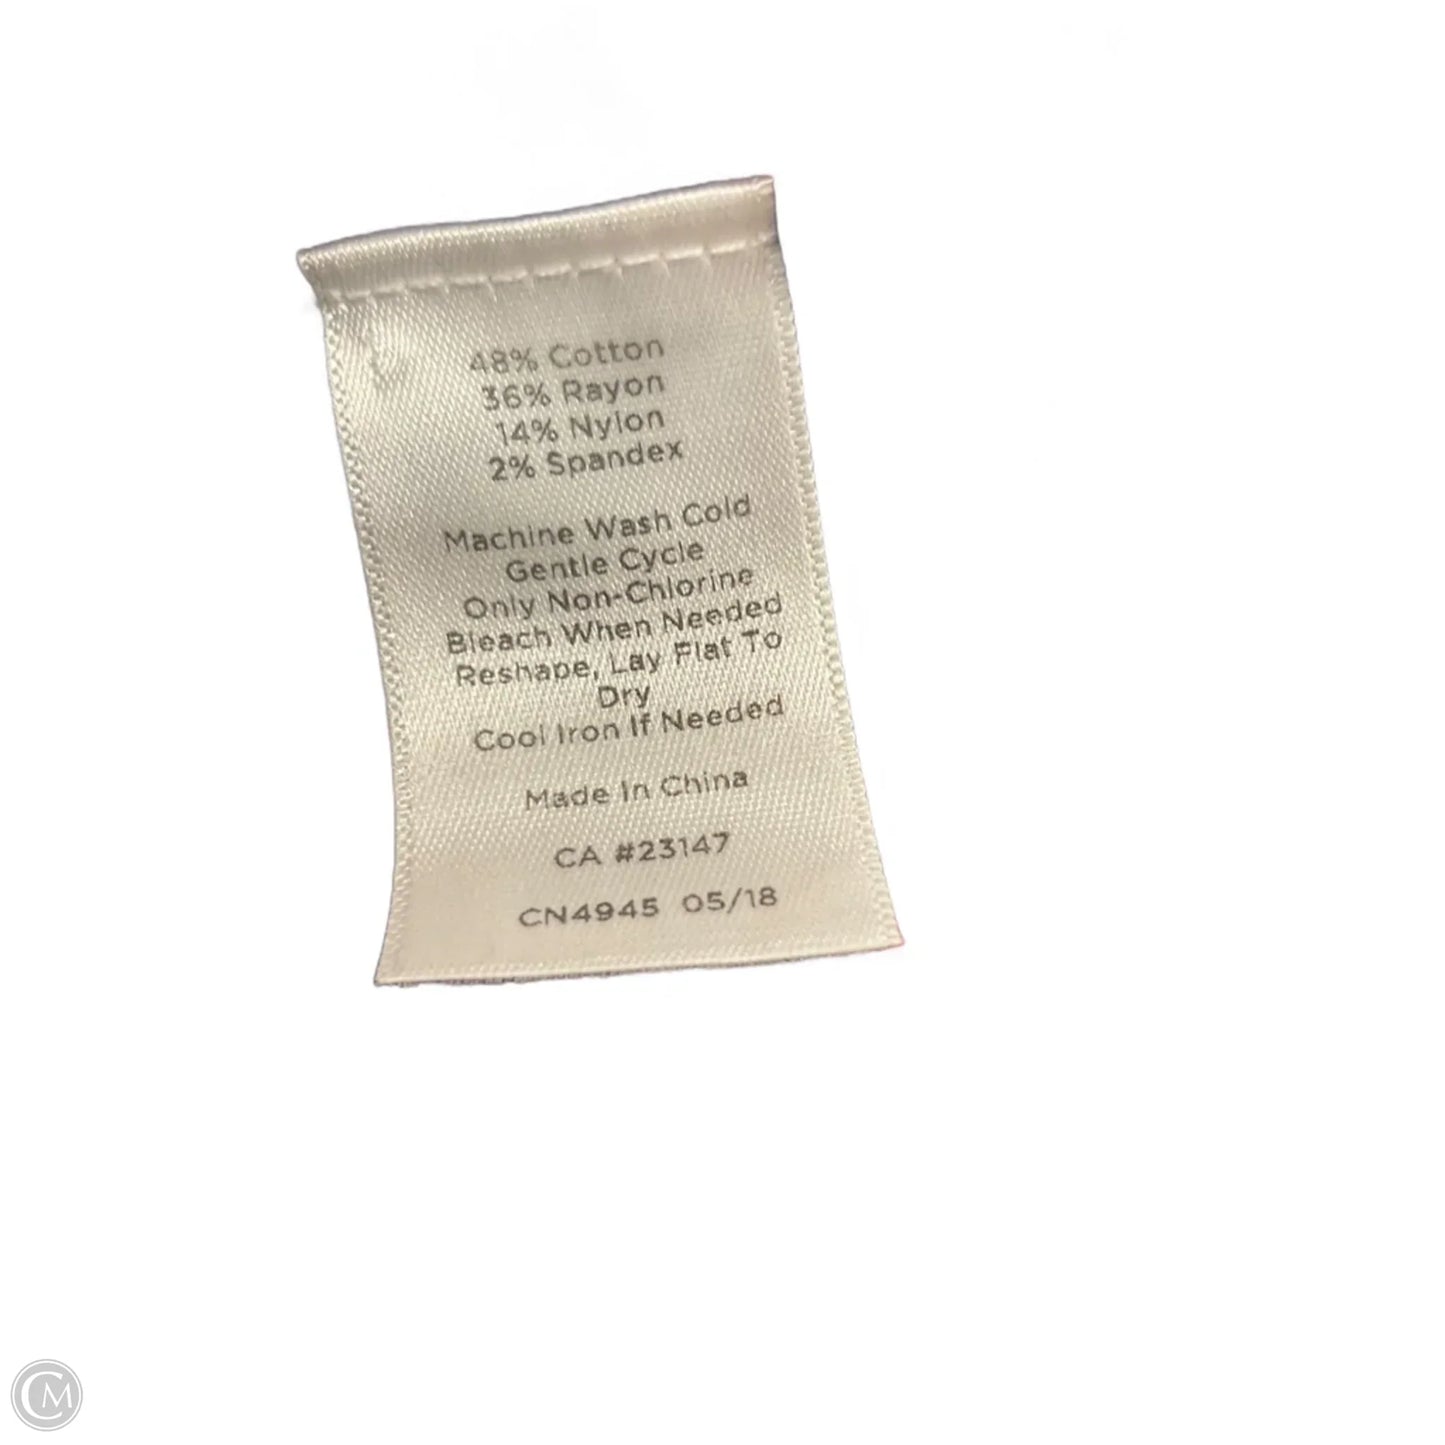 48% Cotton
36% Rayon
14% Nylon
2% Spandex
Machine Wash Cold
Gentle Cycle
Only Non-Chlorine
Bleach When Needed
Reshape, Lay Flat To
Dry
Cool Iron If Needed
Made In China
CA #23147
CN4945 05/18
CM